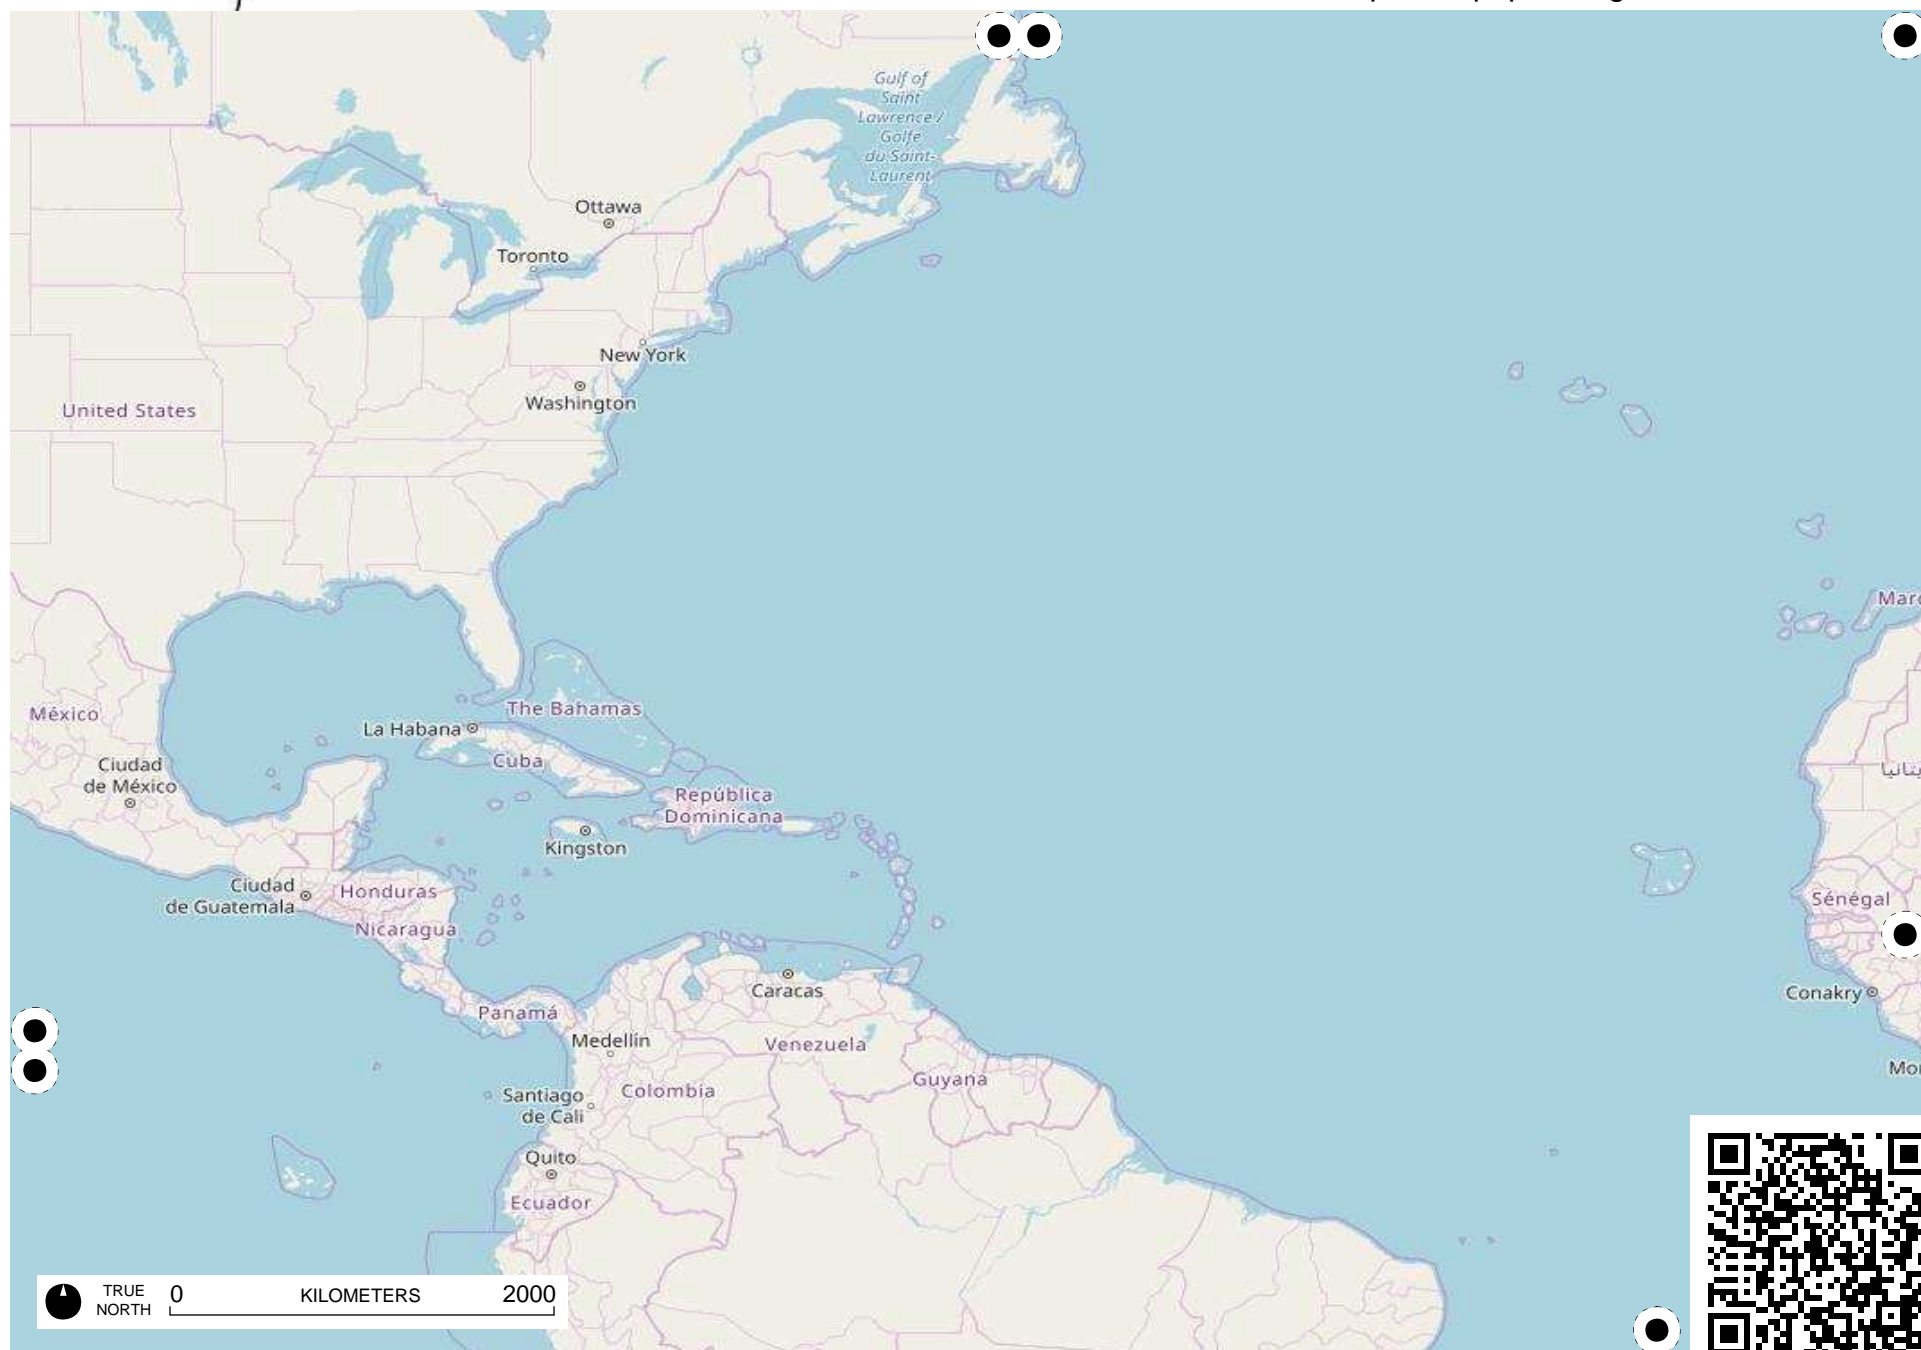 Gulf of
Saint
Lawrence /
Golfe
du Saint-
Laurent
Ottawa
Toronto
New York
Washington
United States
México
Ciudad
de México
La Habana
The Bahamas
Cuba
República
Dominicana
Kingston
Ciudad
de Guatemala
Honduras
Nicaragua
Sénégal
Conakry
Caracas
Panamá
Medellín
Venezuela
Guyana
Colombia
Santiago
de Cali
Quito
Ecuador
TRUE
NORTH
0 KILOMETERS 2000